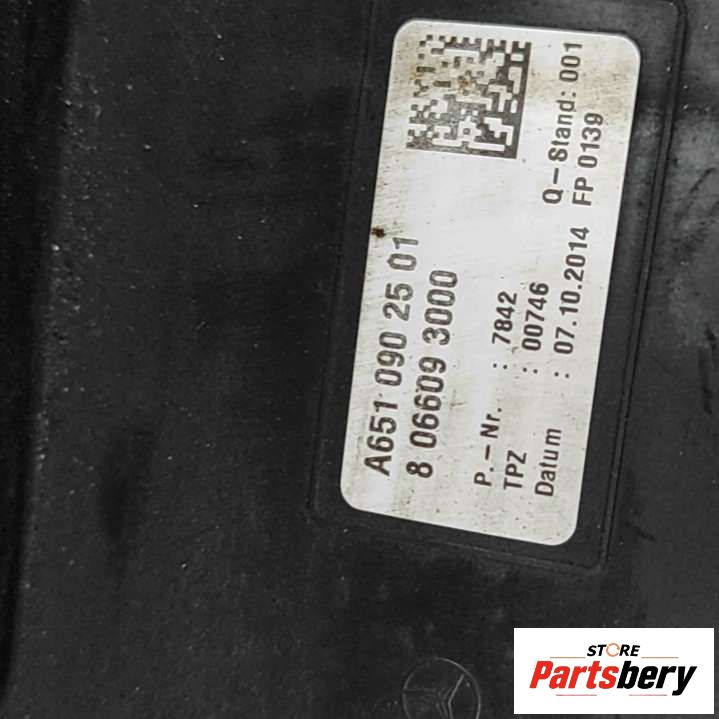 A651 090 25 01
8 06609 3000
P.-Nr. : 7842
TPZ : 00746 Q-Stand: 001
Datum : 07.10.2014 FP 0139
STORE
Partsbery